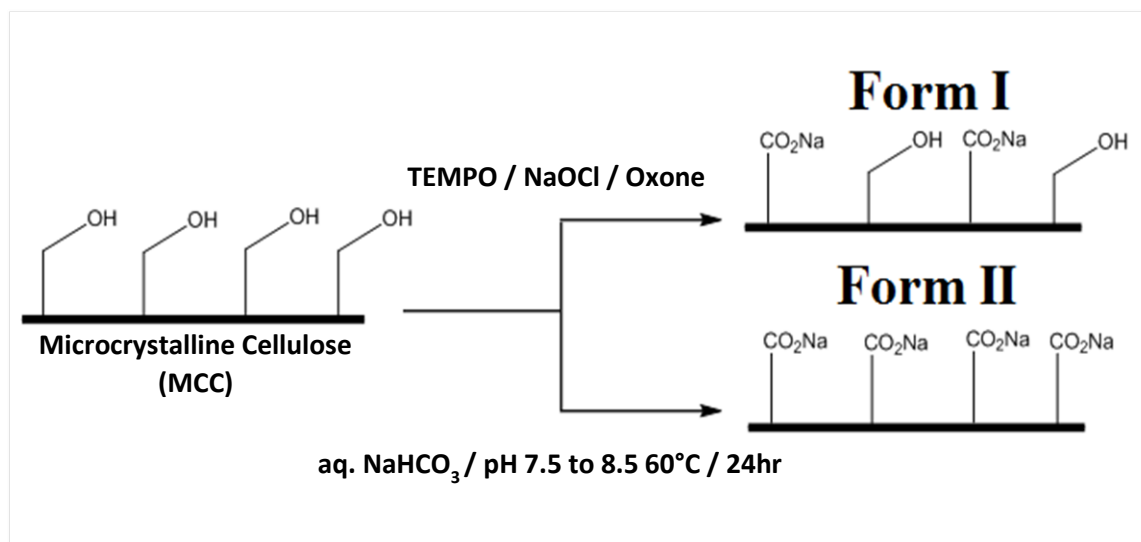 Form I
CO₂Na OH CO₂Na OH
TEMPO / NaOCl / Oxone
OH OH OH OH
Form II
Microcrystalline Cellulose
(MCC)
CO₂Na CO₂Na CO₂Na CO₂Na
aq. NaHCO₃ / pH 7.5 to 8.5 60°C / 24hr